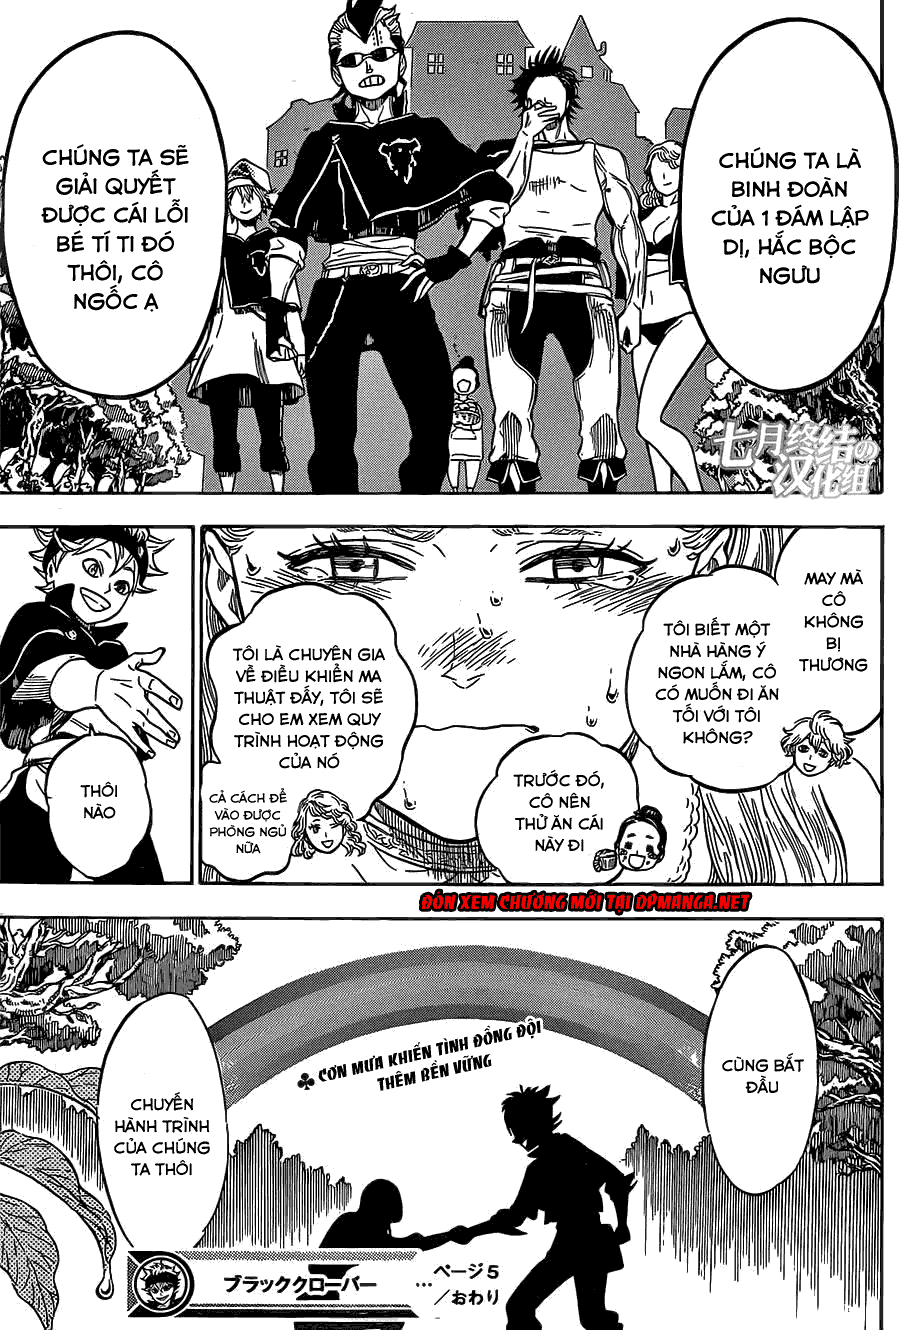 CHÚNG TA LÀ
BINH ĐOÀN
CỦA 1 ĐÁM LẬP
DỊ, HẮC BỘC
NGƯU
CHÚNG TA SẼ
GIẢI QUYẾT
ĐƯỢC CÁI LỖI
BÉ TÍ TI ĐÓ
THÔI, CÔ
NGỐC Ạ
七月终结の
汉化组
MAY MÀ
CÔ
KHÔNG
BỊ
THƯƠNG
TÔI BIẾT MỘT
NHÀ HÀNG Ý
NGON LẮM, CÔ
CÓ MUỐN ĐI ĂN
TỐI VỚI TÔI
KHÔNG?
TRƯỚC ĐÓ,
CÔ NÊN
THỬ ĂN CÁI
NÀY ĐI
TÔI LÀ CHUYÊN GIA
VỀ ĐIỀU KHIỂN MA
THUẬT ĐẤY, TÔI SẼ
CHO EM XEM QUY
TRÌNH HOẠT ĐỘNG
CỦA NÓ
CẢ CÁCH ĐỂ
VÀO ĐƯỢC
PHÒNG NGỦ
NỮA
THÔI
NÀO
ĐÓN XEM CHƯƠNG MỚI TẠI DPMANGA.NET
CÙNG BẮT
ĐẦU
♣ CƠN MƯA KHIẾN TÌNH ĐỒNG ĐỘI
THÊM BỀN VỮNG
CHUYẾN
HÀNH TRÌNH
CỦA CHÚNG
TA THÔI
ブラッククローバー
…ページ5
／おわり